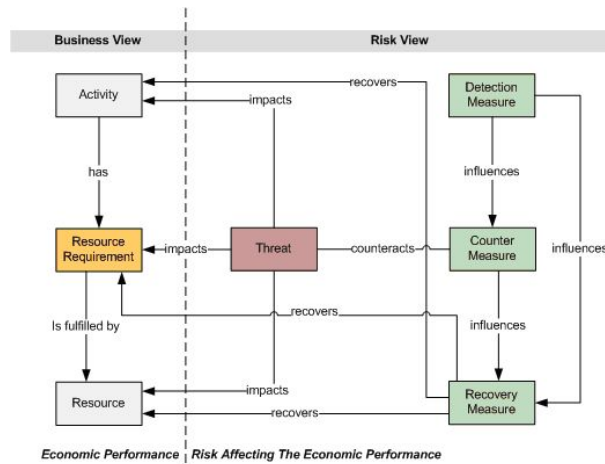 Business View
Risk View
Activity
recovers
Detection
Measure
impacts
has
influences
Resource
Requirement
impacts
Threat
counteracts
Counter
Measure
influences
recovers
Is fulfilled by
influences
impacts
Resource
recovers
Recovery
Measure
Economic Performance
Risk Affecting The Economic Performance